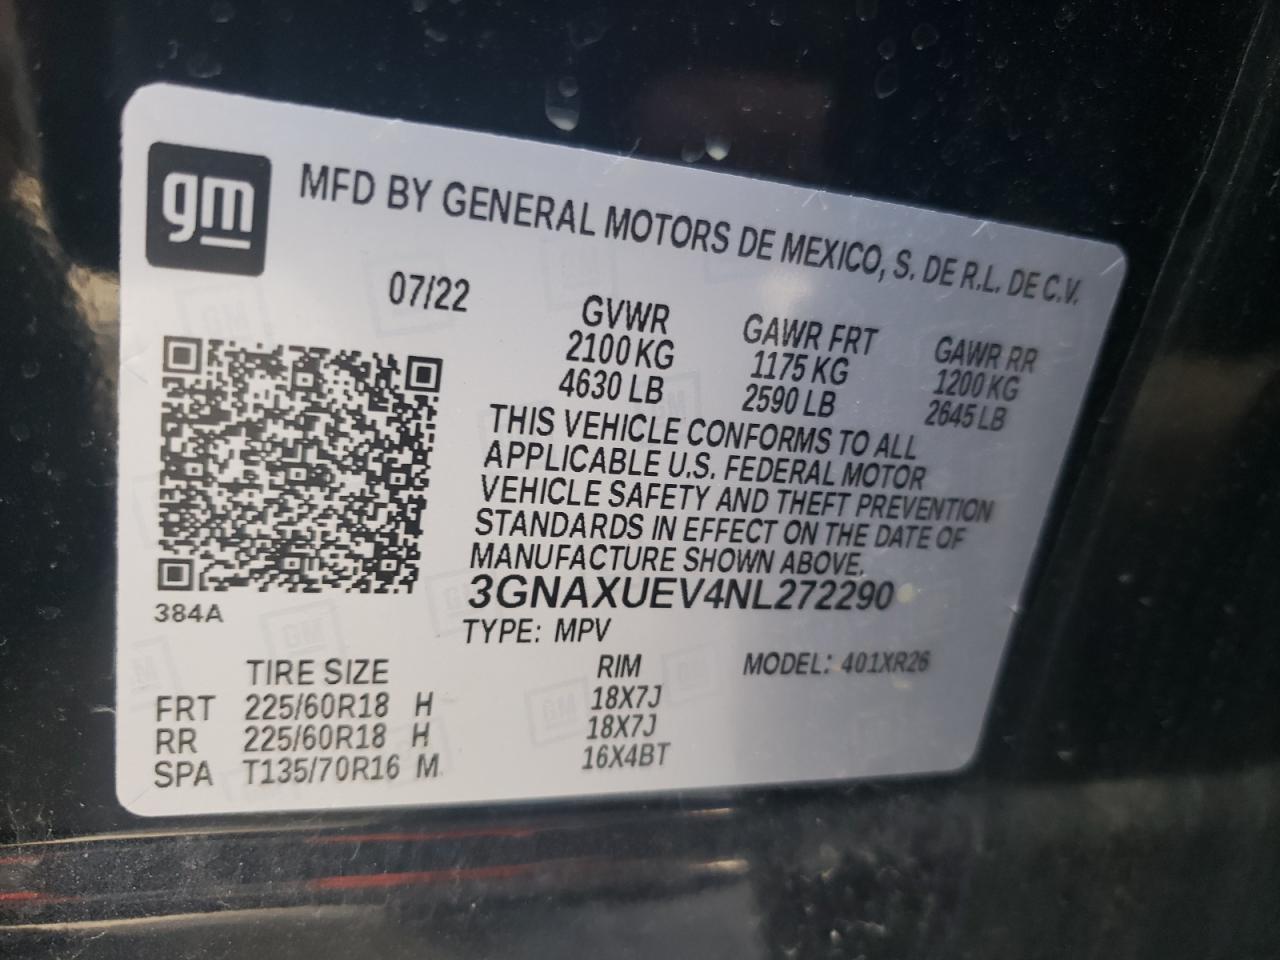 gm
MFD BY GENERAL MOTORS DE MEXICO, S. DE R.L. DE C.V.
07/22
GVWR GAWR FRT GAWR RR
2100 KG 1175 KG 1200 KG
4630 LB 2590 LB 2645 LB
THIS VEHICLE CONFORMS TO ALL
APPLICABLE U.S. FEDERAL MOTOR
VEHICLE SAFETY AND THEFT PREVENTION
STANDARDS IN EFFECT ON THE DATE OF
MANUFACTURE SHOWN ABOVE.
3GNAXUEV4NL272290
384A
TYPE: MPV
TIRE SIZE RIM MODEL: 401XR26
FRT 225/60R18 H 18X7J
RR 225/60R18 H 18X7J
SPA T135/70R16 M 16X4BT